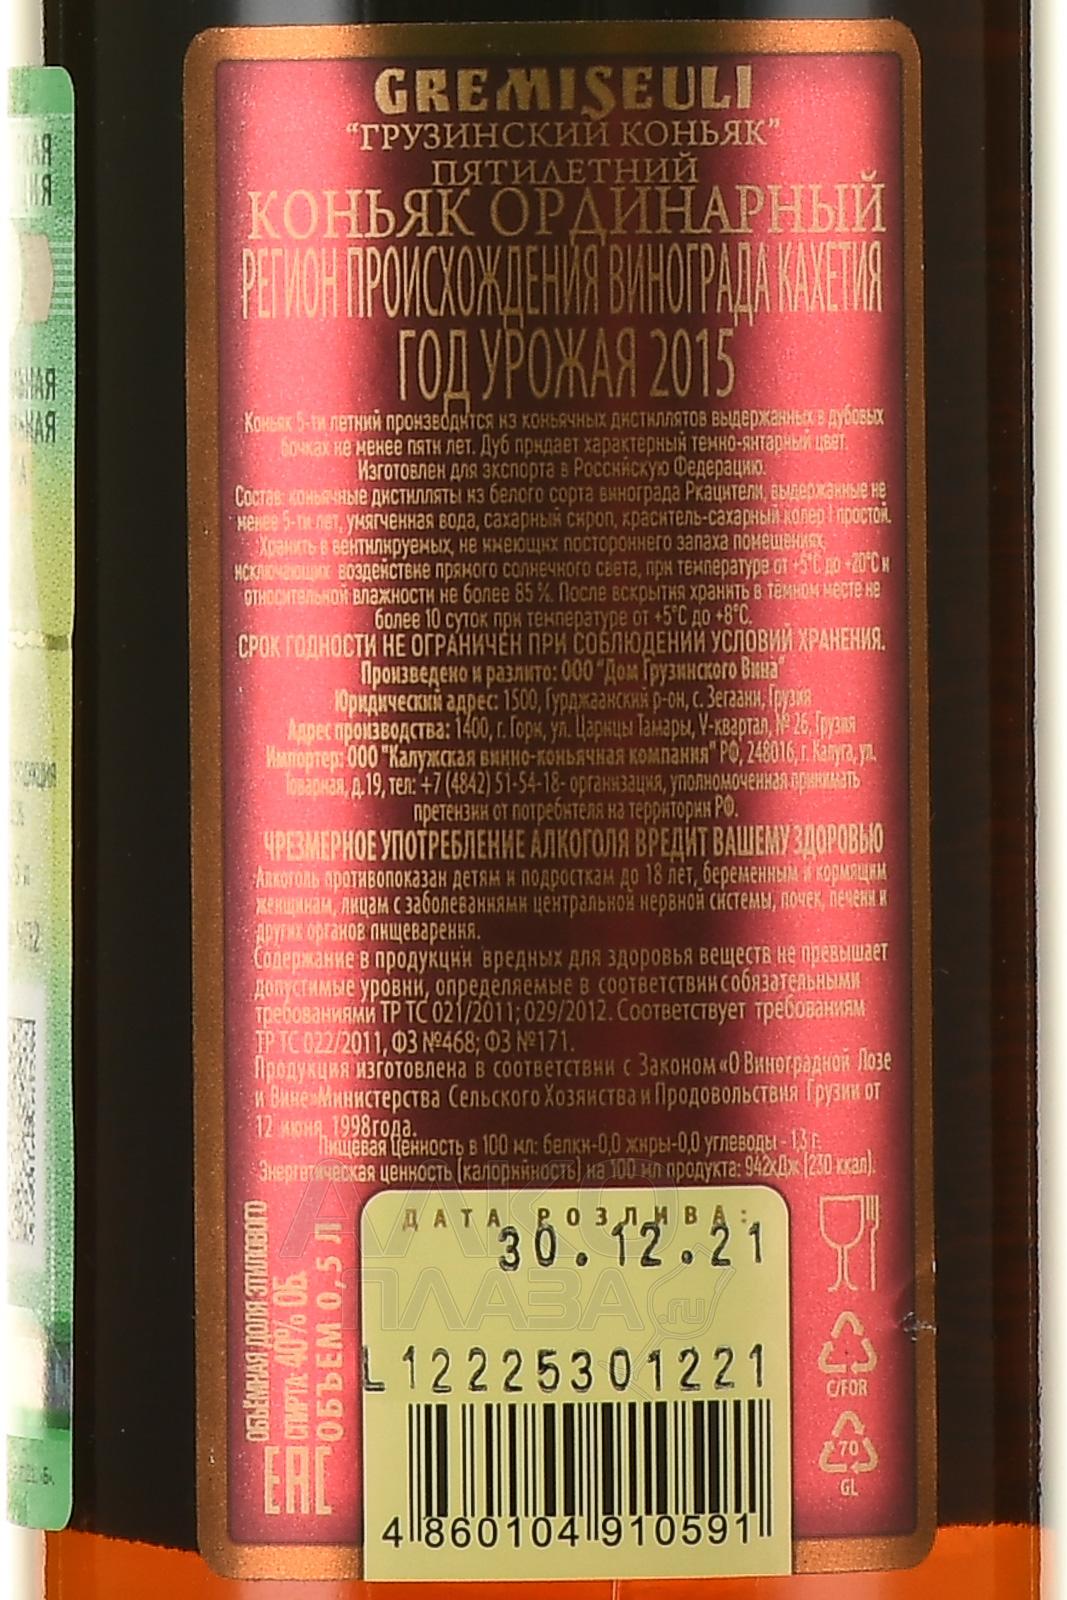 GREMISEULI
"ГРУЗИНСКИЙ КОНЬЯК"
ПЯТИЛЕТНИЙ
КОНЬЯК ОРДИНАРНЫЙ
РЕГИОН ПРОИСХОЖДЕНИЯ ВИНОГРАДА КАХЕТИЯ
ГОД УРОЖАЯ 2015
Коньяк 5-ти летний производится из коньячных дистиллятов выдержанных в дубовых
бочках не менее пяти лет. Дуб придает характерный темно-янтарный цвет.
Изготовлен для экспорта в Российскую Федерацию.
Состав: коньячные дистилляты из белого сорта винограда Ркацители, выдержанные не
менее 5-ти лет, умягченная вода, сахарный сироп, краситель-сахарный колер I простой.
Хранить в вентилируемых, не имеющих постороннего запаха помещениях,
исключающих воздействие прямого солнечного света, при температуре от +5°С до +20°С и
относительной влажности не более 85 %. После вскрытия хранить в тёмном месте не
более 10 суток при температуре от +5°С до +8°С.
СРОК ГОДНОСТИ НЕ ОГРАНИЧЕН ПРИ СОБЛЮДЕНИИ УСЛОВИЙ ХРАНЕНИЯ.
Произведено и разлито: ООО "Дом Грузинского Вина"
Юридический адрес: 1500, Гурджаанский р-он, с. Зегаани, Грузия
Адрес производства: 1400, г. Гори, ул. Царицы Тамары, V-квартал, № 26, Грузия
Импортер: ООО "Калужская винно-коньячная компания" РФ, 248016, г. Калуга, ул.
Товарная, д.19, тел: +7 (4842) 51-54-18- организация, уполномоченная принимать
претензии от потребителя на территории РФ.
ЧРЕЗМЕРНОЕ УПОТРЕБЛЕНИЕ АЛКОГОЛЯ ВРЕДИТ ВАШЕМУ ЗДОРОВЬЮ
Алкоголь противопоказан детям и подросткам до 18 лет, беременным и кормящим
женщинам, лицам с заболеваниями центральной нервной системы, почек, печени и
других органов пищеварения.
Содержание в продукции вредных для здоровья веществ не превышает
допустимые уровни, определяемые в соответствии с обязательными
требованиями ТР ТС 021/2011; 029/2012. Соответствует требованиям
ТР ТС 022/2011, ФЗ №468; ФЗ №171.
Продукция изготовлена в соответствии с Законом «О Виноградной Лозе
и Вине» Министерства Сельского Хозяиства и Продовольствия Грузии от
12 июня 1998года.
Пищевая ценность в 100 мл: белки-0,0 жиры-0,0 углеводы - 1,3 г.
Энергетическая ценность (калорийность) на 100 мл продукта: 942кДж (230 ккал).
ОБЪЁМНАЯ ДОЛЯ ЭТИЛОВОГО
СПИРТА: 40% ОБ.
ОБЪЕМ 0,5 Л
EAC
ДАТА РОЗЛИВА:
30.12.21
L122253012 21
4 860104 910591
C/FOR
70
GL
АЛКО
ПЛАЗА.ru